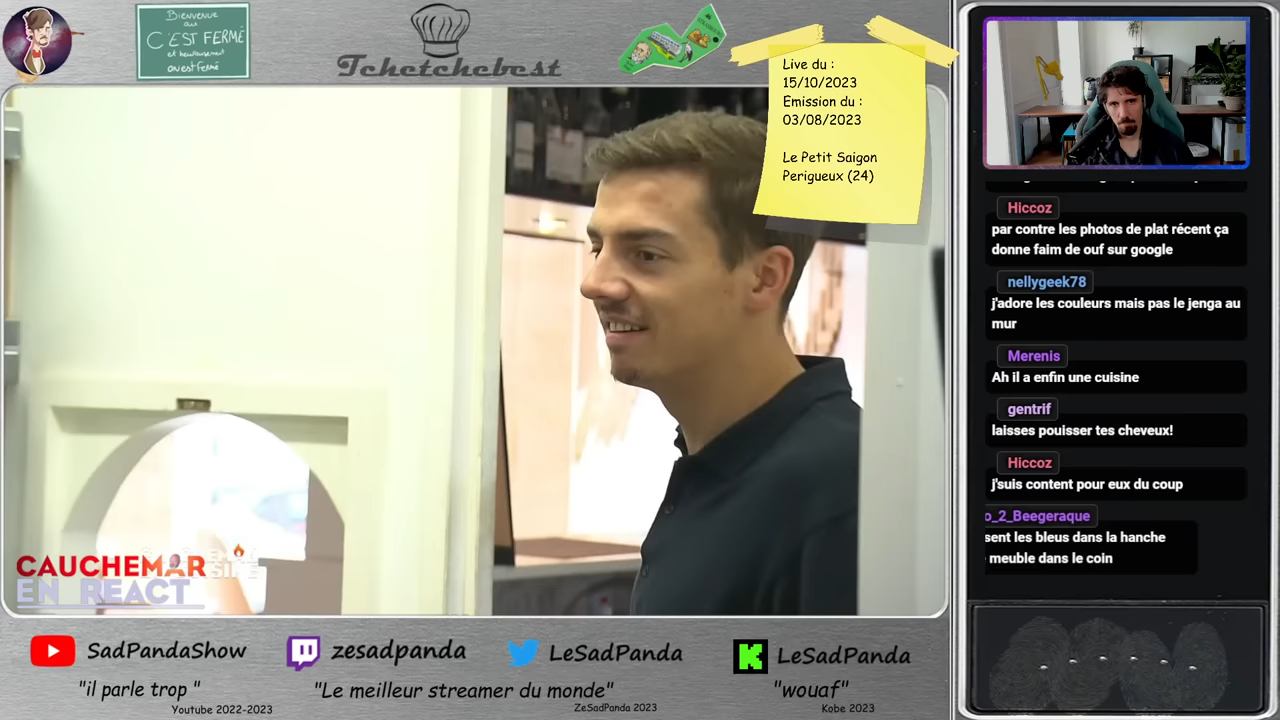 Bienvenue
au
C'EST FERMÉ
et heureusement
ouvert fermé
Tchetchebest
Live du :
15/10/2023
Emission du :
03/08/2023
Le Petit Saigon
Perigueux (24)
CAUCHEMAR
EN REACT
SadPandaShow
zesadpanda
LeSadPanda
LeSadPanda
"il parle trop "
Youtube 2022-2023
"Le meilleur streamer du monde"
ZeSadPanda 2023
"wouaf"
Kobe 2023
Hiccoz
par contre les photos de plat récent ça
donne faim de ouf sur google
nellygeek78
j'adore les couleurs mais pas le jenga au
mur
Merenis
Ah il a enfin une cuisine
gentrif
laisses pouisser tes cheveux!
Hiccoz
j'suis content pour eux du coup
o_2_Beegeraque
sent les bleus dans la hanche
meuble dans le coin